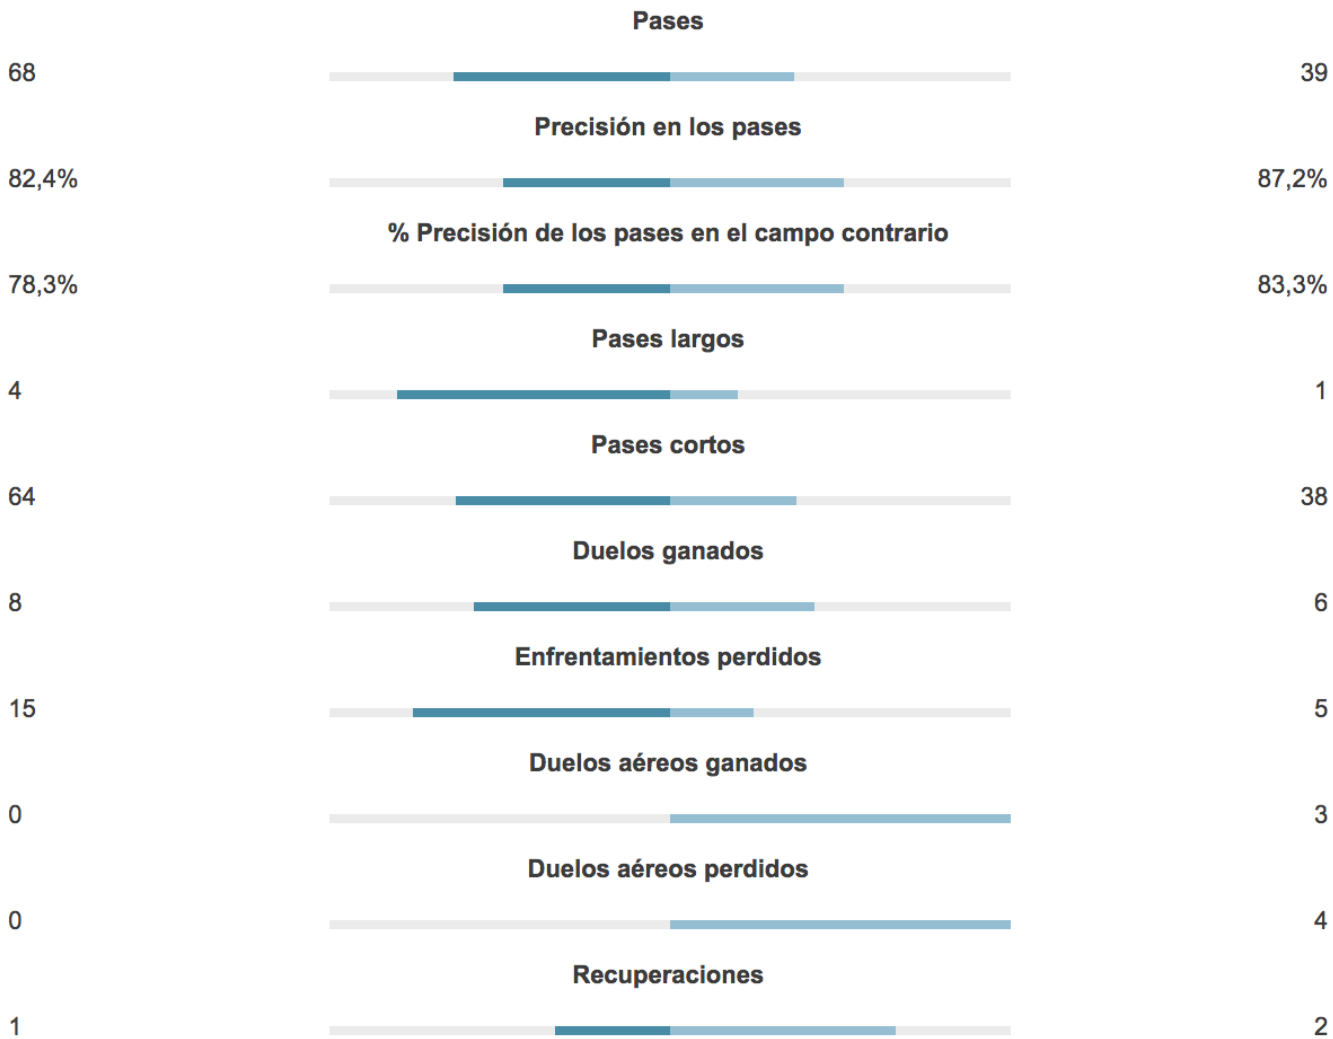 Pases
68 39
Precisión en los pases
82,4% 87,2%
% Precisión de los pases en el campo contrario
78,3% 83,3%
Pases largos
4 1
Pases cortos
64 38
Duelos ganados
8 6
Enfrentamientos perdidos
15 5
Duelos aéreos ganados
0 3
Duelos aéreos perdidos
0 4
Recuperaciones
1 2